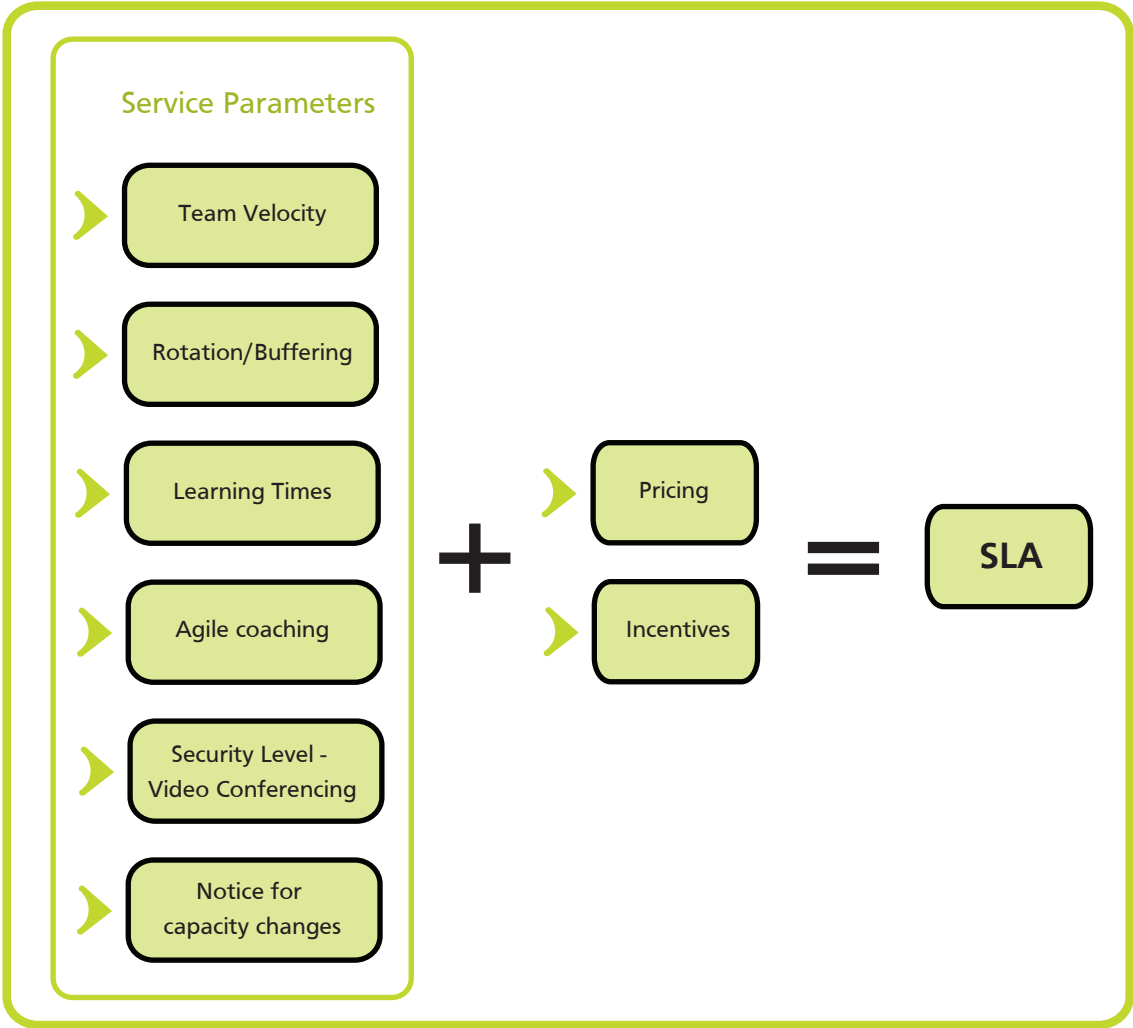 Service Parameters
Team Velocity
Rotation/Buffering
Learning Times
Agile coaching
Security Level -
Video Conferencing
Notice for
capacity changes
+
Pricing
Incentives
=
SLA